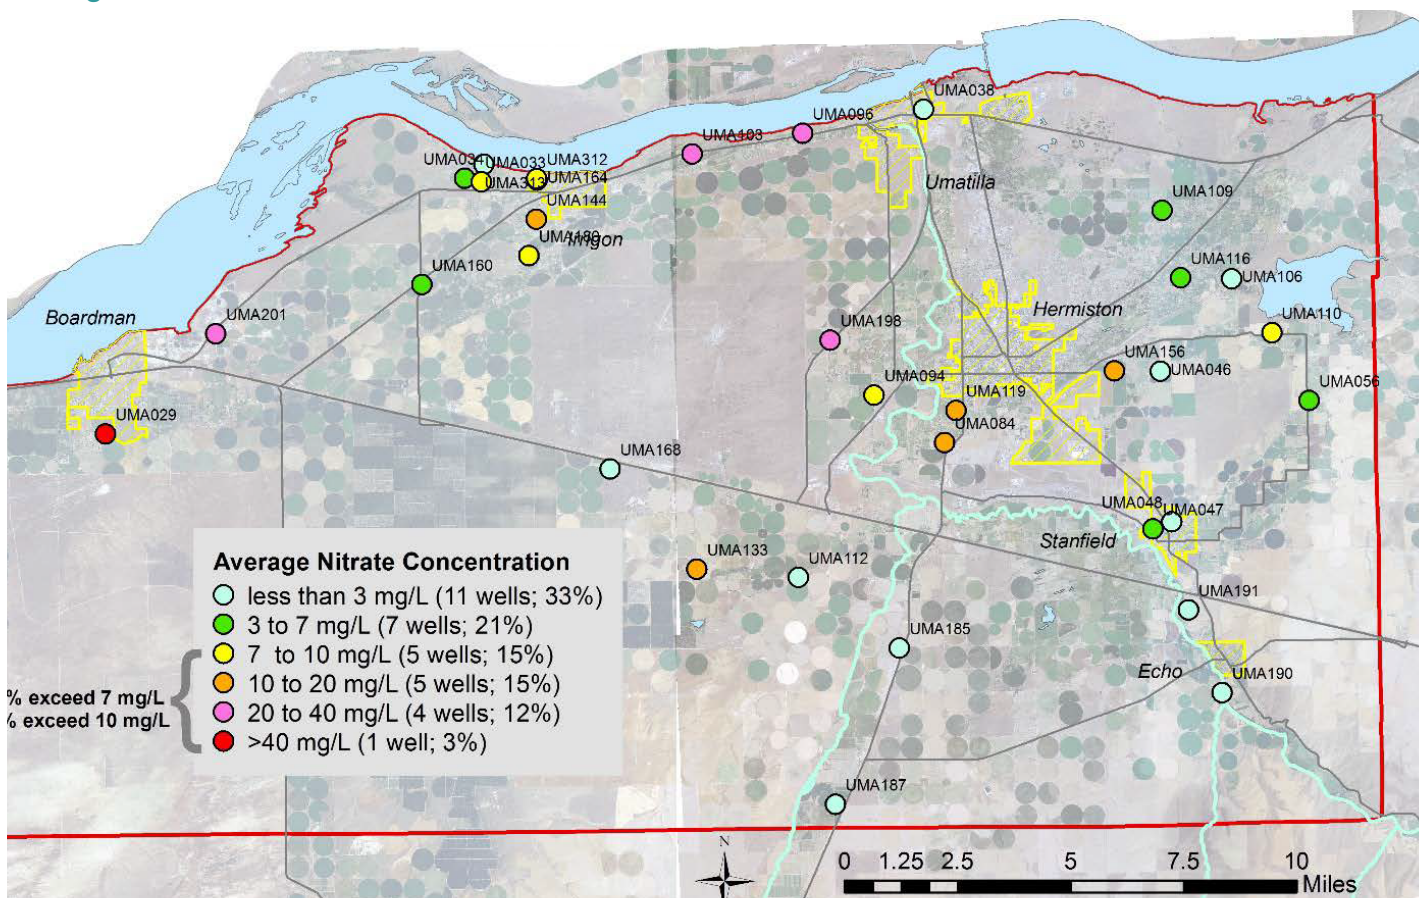 UMA038
UMA096
UMA103
UMA034
UMA033
UMA312
UMA313
UMA164
UMA144
UMA109
Umatilla
Irrigon
UMA180
UMA160
UMA116
UMA106
Boardman
UMA201
Hermiston
UMA110
UMA198
UMA156
UMA046
UMA094
UMA056
UMA119
UMA029
UMA084
UMA168
UMA048
UMA047
Stanfield
UMA133
UMA112
UMA191
UMA185
Echo
UMA190
UMA187
Average Nitrate Concentration
less than 3 mg/L (11 wells; 33%)
3 to 7 mg/L (7 wells; 21%)
7 to 10 mg/L (5 wells; 15%)
10 to 20 mg/L (5 wells; 15%)
20 to 40 mg/L (4 wells; 12%)
>40 mg/L (1 well; 3%)
% exceed 7 mg/L
% exceed 10 mg/L
N
0 1.25 2.5 5 7.5 10
Miles